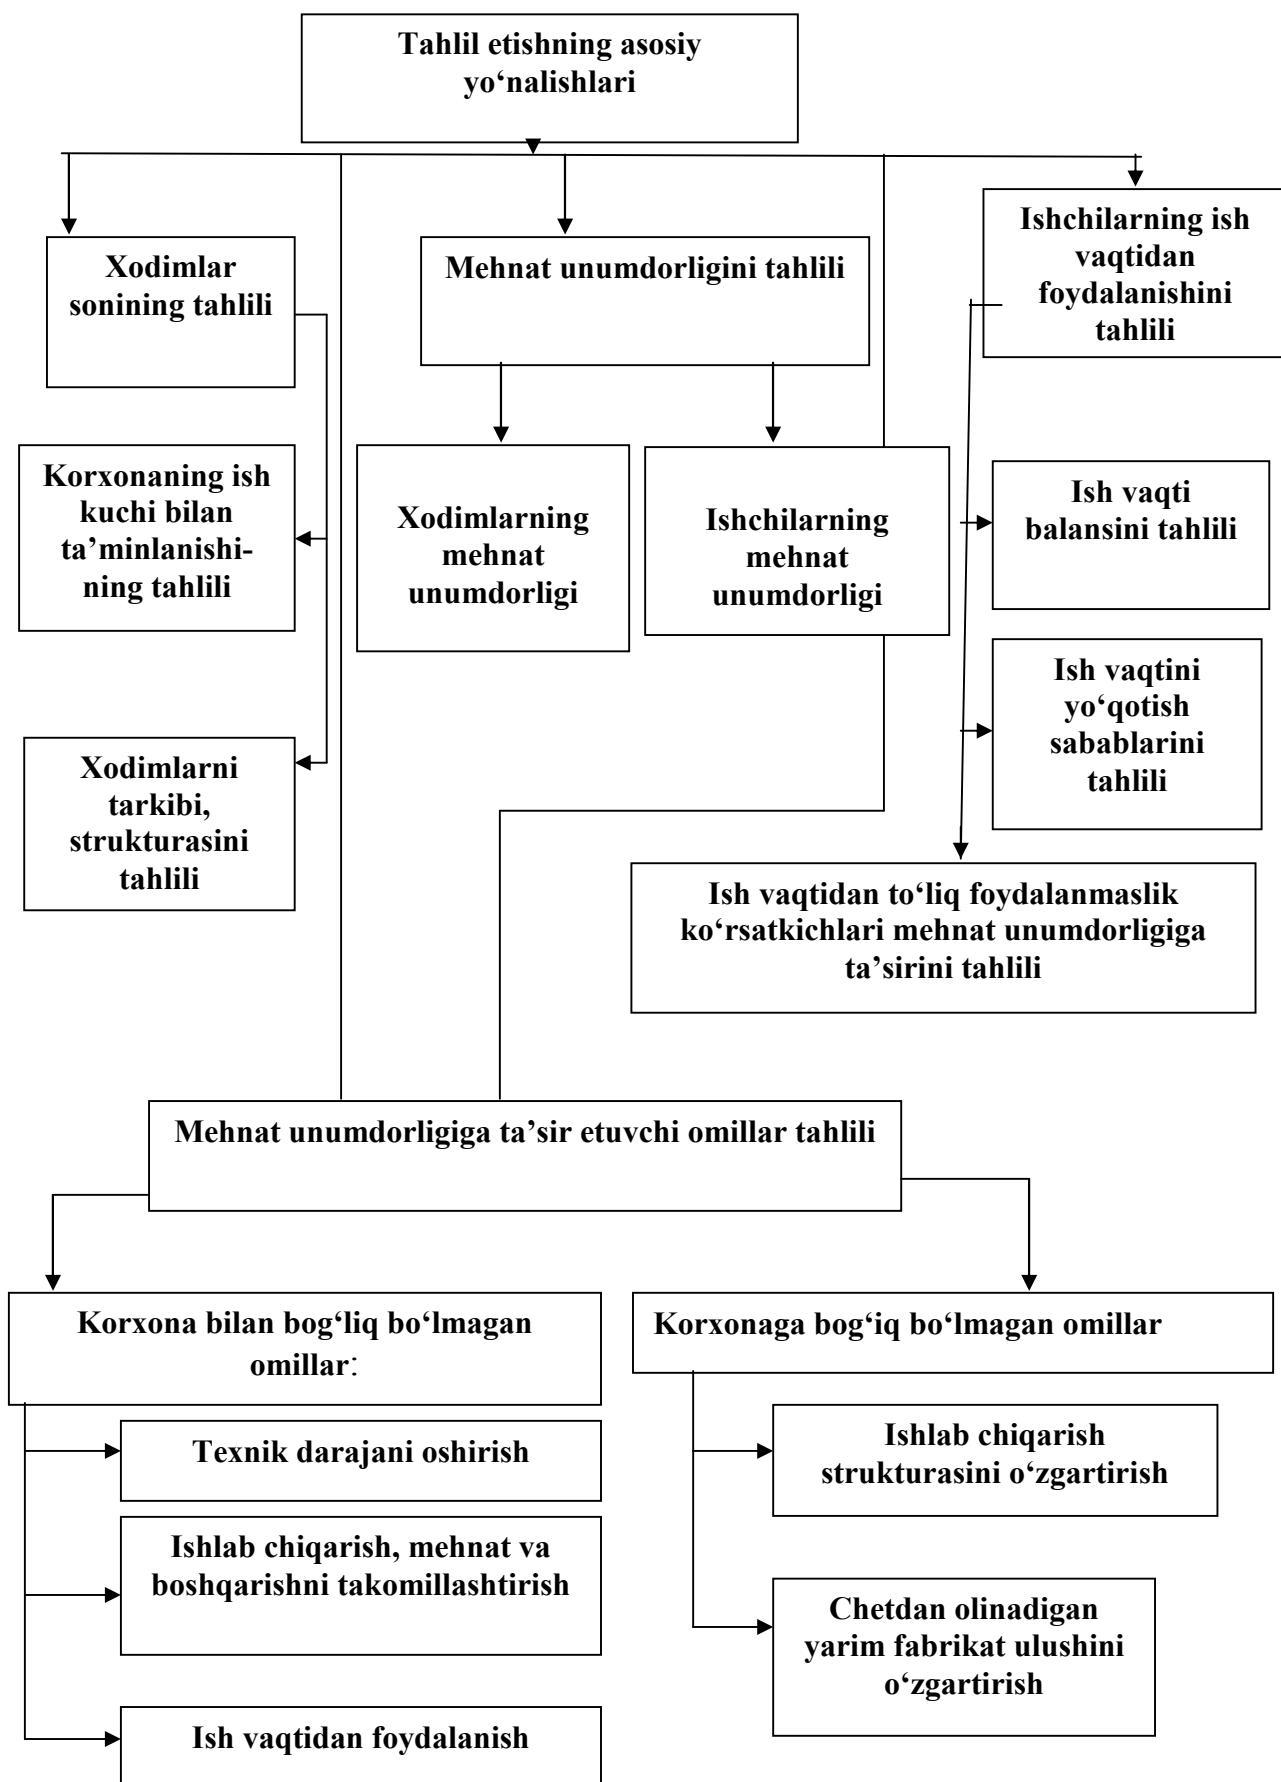 Tahlil etishning asosiy
yo‘nalishlari
Xodimlar
sonining tahlili
Mehnat unumdorligini tahlili
Ishchilarning ish
vaqtidan
foydalanishini
tahlili
Korxonaning ish
kuchi bilan
ta’minlanishi-
ning tahlili
Xodimlarning
mehnat
unumdorligi
Ishchilarning
mehnat
unumdorligi
Ish vaqti
balansini tahlili
Ish vaqtini
yo‘qotish
sabablarini
tahlili
Xodimlarni
tarkibi,
strukturasini
tahlili
Ish vaqtidan to‘liq foydalanmaslik
ko‘rsatkichlari mehnat unumdorligiga
ta’sirini tahlili
Mehnat unumdorligiga ta’sir etuvchi omillar tahlili
Korxona bilan bog‘liq bo‘lmagan
omillar:
Korxonaga bog‘iq bo‘lmagan omillar
Texnik darajani oshirish
Ishlab chiqarish, mehnat va
boshqarishni takomillashtirish
Ish vaqtidan foydalanish
Ishlab chiqarish
strukturasini o‘zgartirish
Chetdan olinadigan
yarim fabrikat ulushini
o‘zgartirish